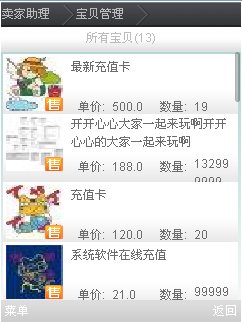 卖家助理 宝贝管理
所有宝贝(13)
最新充值卡
售 单价: 500.0 数量: 19
开开心心大家一起来玩啊开开
心心的大家一起来玩啊
售 单价: 188.0 数量: 13299
9999
充值卡
售 单价: 120.0 数量: 20
系统软件在线充值
售 单价: 21.0 数量: 99999
菜单 返回